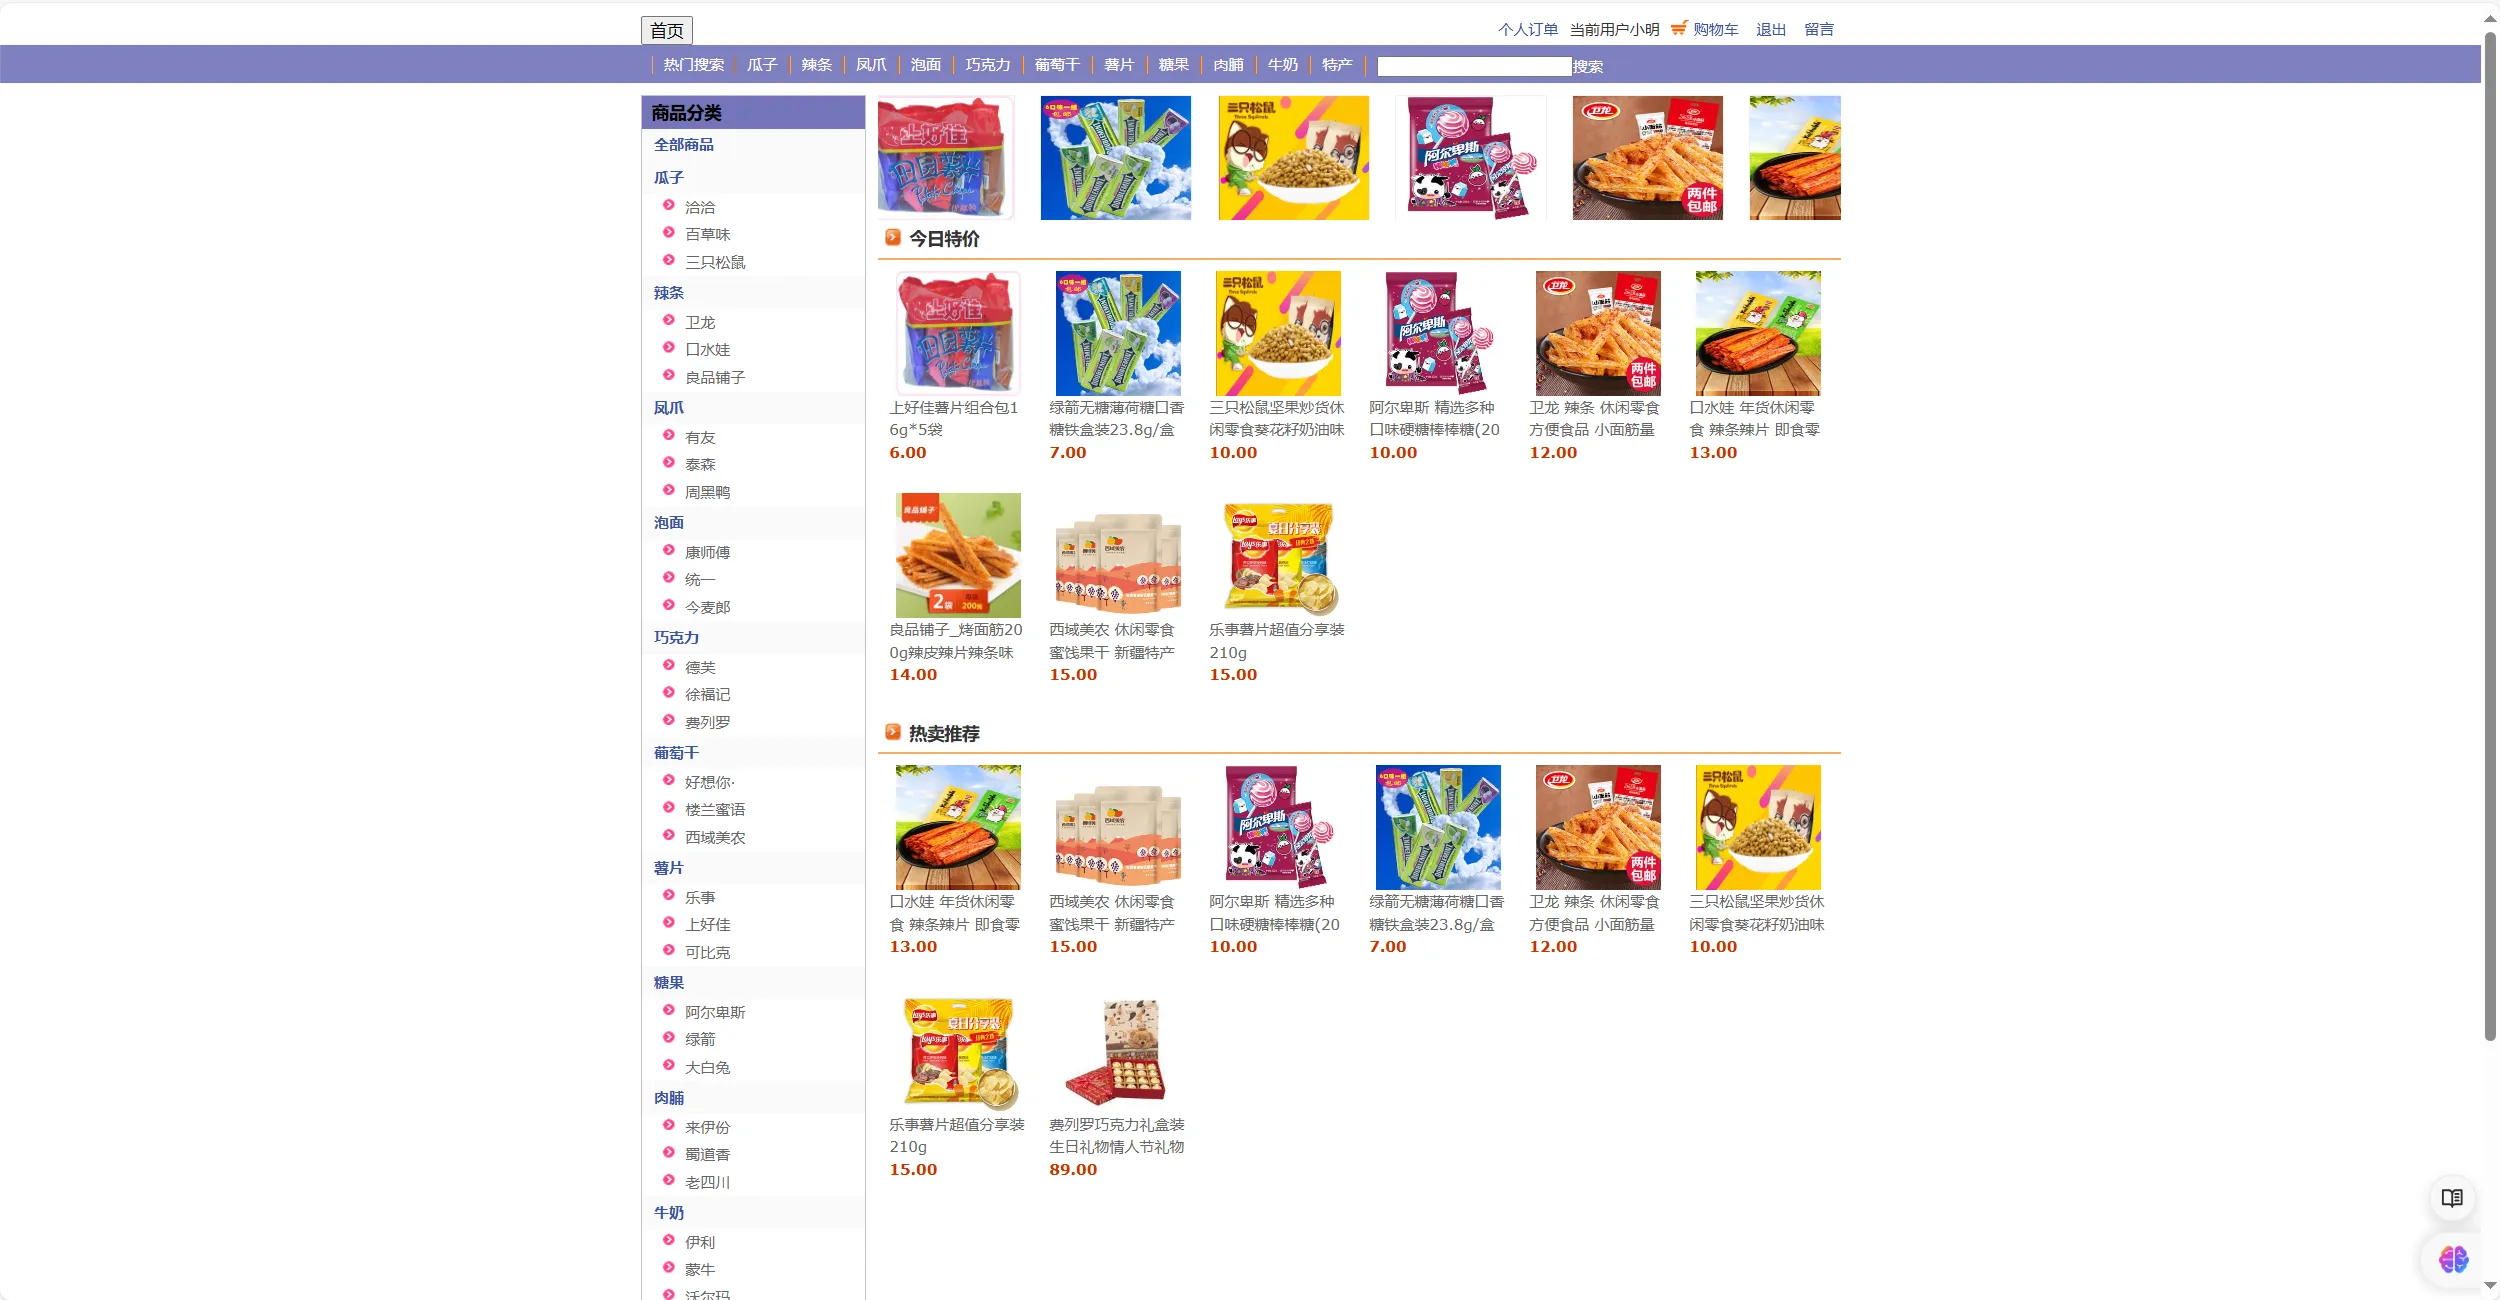 首页
个人订单 当前用户小明 购物车 退出 留言
热门搜索 瓜子 辣条 凤爪 泡面 巧克力 葡萄干 薯片 糖果 肉脯 牛奶 特产 搜索
商品分类
全部商品
瓜子
洽洽
百草味
三只松鼠
辣条
卫龙
口水娃
良品铺子
凤爪
有友
泰森
周黑鸭
泡面
康师傅
统一
今麦郎
巧克力
德芙
徐福记
费列罗
葡萄干
好想你·
楼兰蜜语
西域美农
薯片
乐事
上好佳
可比克
糖果
阿尔卑斯
绿箭
大白兔
肉脯
来伊份
蜀道香
老四川
牛奶
伊利
蒙牛
沃尔玛
今日特价
上好佳薯片组合包1
6g*5袋
6.00
绿箭无糖薄荷糖口香
糖铁盒装23.8g/盒
7.00
三只松鼠坚果炒货休
闲零食葵花籽奶油味
10.00
阿尔卑斯 精选多种
口味硬糖棒棒糖(20
10.00
卫龙 辣条 休闲零食
方便食品 小面筋量
12.00
口水娃 年货休闲零
食 辣条辣片 即食零
13.00
良品铺子_烤面筋20
0g辣皮辣片辣条味
14.00
西域美农 休闲零食
蜜饯果干 新疆特产
15.00
乐事薯片超值分享装
210g
15.00
热卖推荐
口水娃 年货休闲零
食 辣条辣片 即食零
13.00
西域美农 休闲零食
蜜饯果干 新疆特产
15.00
阿尔卑斯 精选多种
口味硬糖棒棒糖(20
10.00
绿箭无糖薄荷糖口香
糖铁盒装23.8g/盒
7.00
卫龙 辣条 休闲零食
方便食品 小面筋量
12.00
三只松鼠坚果炒货休
闲零食葵花籽奶油味
10.00
乐事薯片超值分享装
210g
15.00
费列罗巧克力礼盒装
生日礼物情人节礼物
89.00